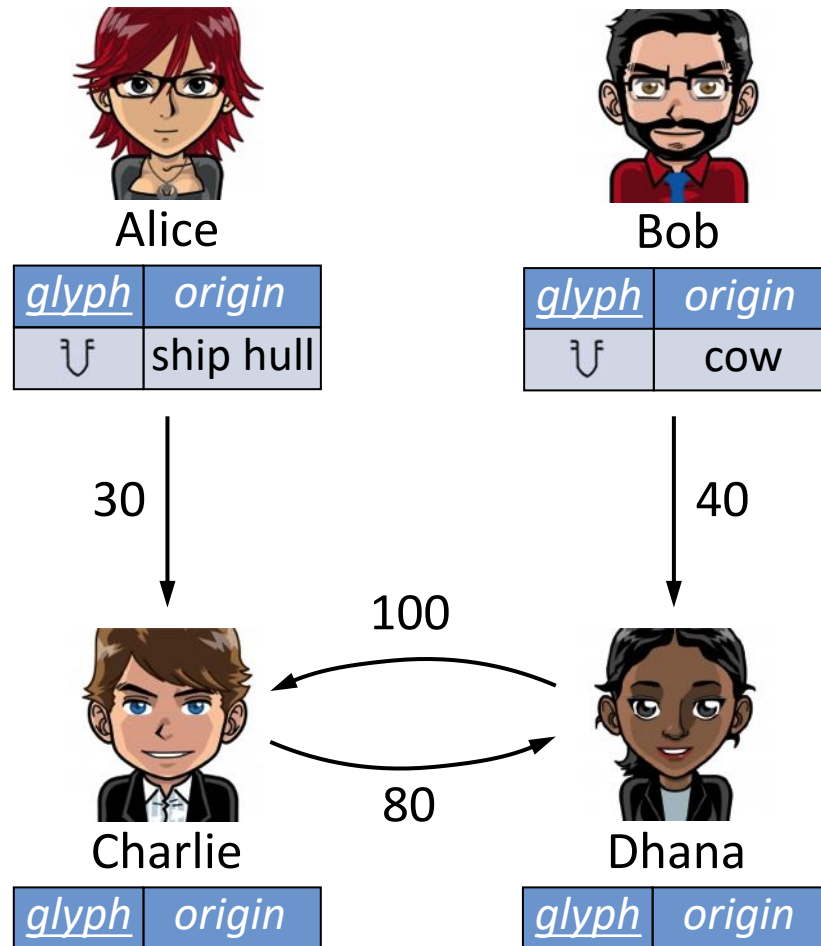 Alice
glyph origin
ship hull
Bob
glyph origin
cow
30
40
100
80
Charlie
glyph origin
Dhana
glyph origin